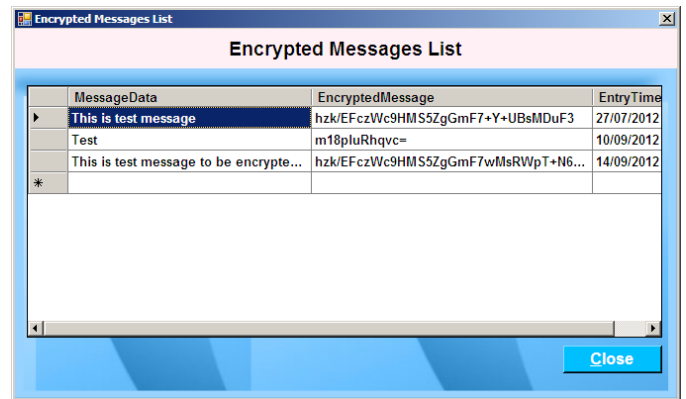 Encrypted Messages List
Encrypted Messages List
MessageData EncryptedMessage EntryTime
This is test message hzk/EFczWc9HMS5ZgGmF7+Y+UBsMDuF3 27/07/2012
Test m18pIuRhqvc= 10/09/2012
This is test message to be encrypte... hzk/EFczWc9HMS5ZgGmF7wMsRWpT+N6... 14/09/2012
*
Close